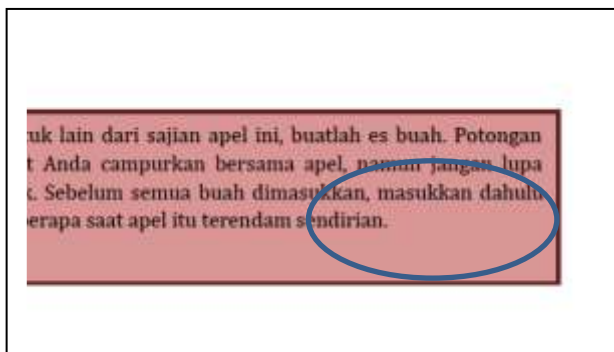 tuk lain dari sajian apel ini, buatlah es buah. Potongan
t Anda campurkan bersama apel, namun jangan lupa
k. Sebelum semua buah dimasukkan, masukkan dahulu
erapa saat apel itu terendam sendirian.